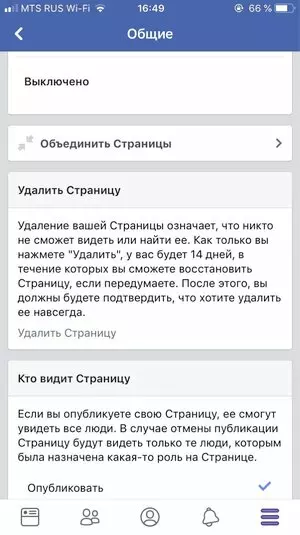 MTS RUS Wi-Fi 16:49 66 %
Общие
Выключено
Объединить Страницы
Удалить Страницу
Удаление вашей Страницы означает, что никто
не сможет видеть или найти ее. Как только вы
нажмете "Удалить", у вас будет 14 дней, в
течение которых вы сможете восстановить
Страницу, если передумаете. После этого, вы
должны будете подтвердить, что хотите удалить
ее навсегда.
Удалить Страницу
Кто видит Страницу
Если вы опубликуете свою Страницу, ее смогут
увидеть все люди. В случае отмены публикации
Страницу будут видеть только те люди, которым
была назначена какая-то роль на Странице.
Опубликовать